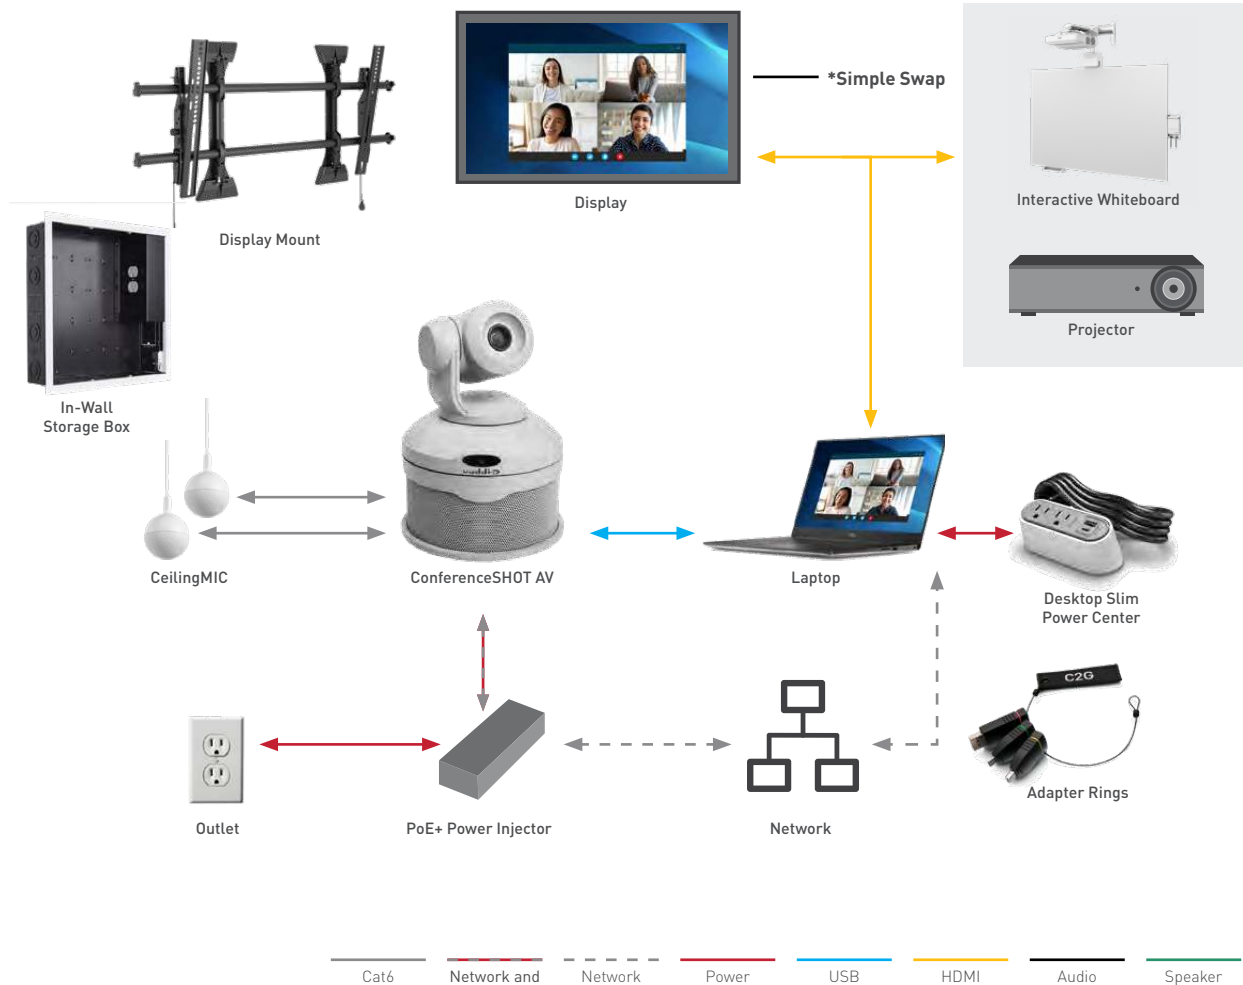 *Simple Swap
Display
Interactive Whiteboard
Display Mount
Projector
In-Wall
Storage Box
CeilingMIC
ConferenceSHOT AV
Laptop
Desktop Slim
Power Center
C2G
Adapter Rings
Outlet
PoE+ Power Injector
Network
Cat6
Network and
Network
Power
USB
HDMI
Audio
Speaker